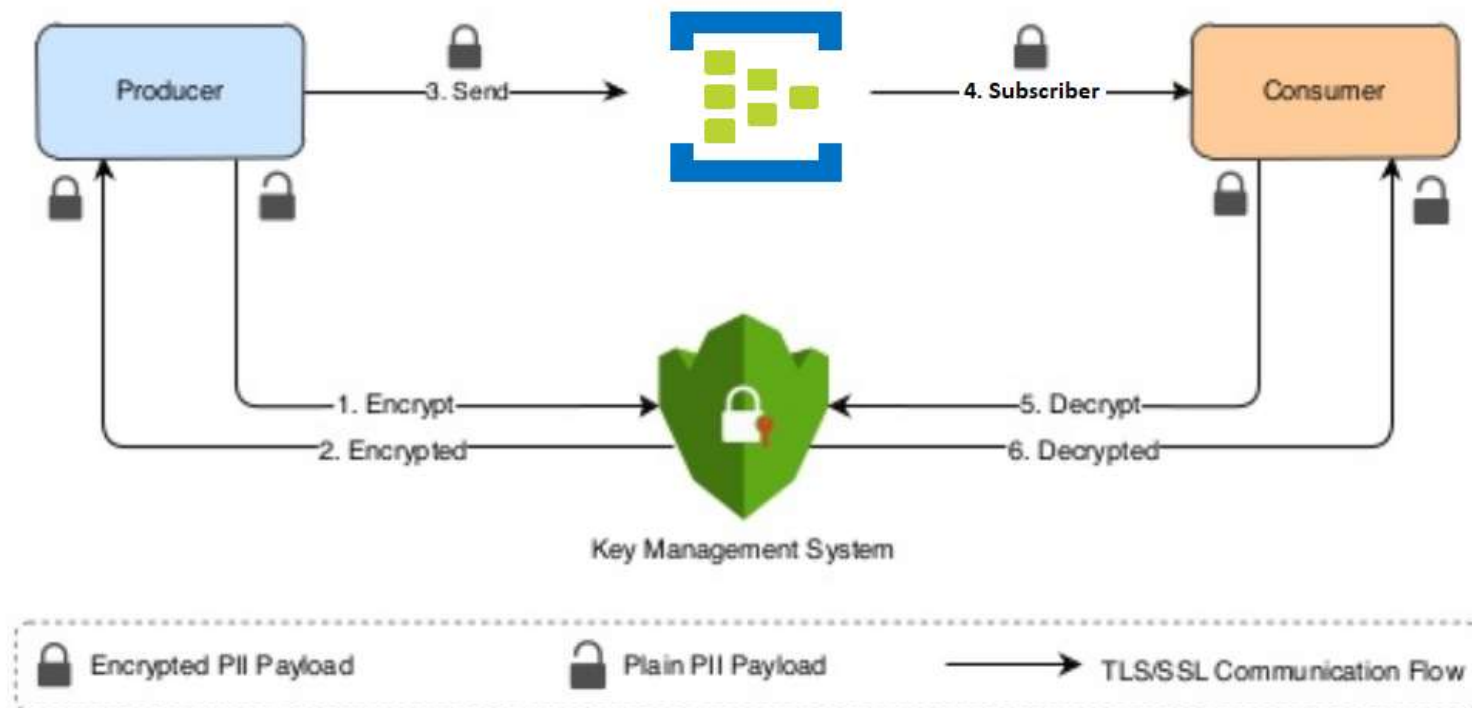 Producer
3. Send
4. Subscriber
Consumer
1. Encrypt
5. Decrypt
2. Encrypted
6. Decrypted
Key Management System
Encrypted PII Payload
Plain PII Payload
TLS/SSL Communication Flow